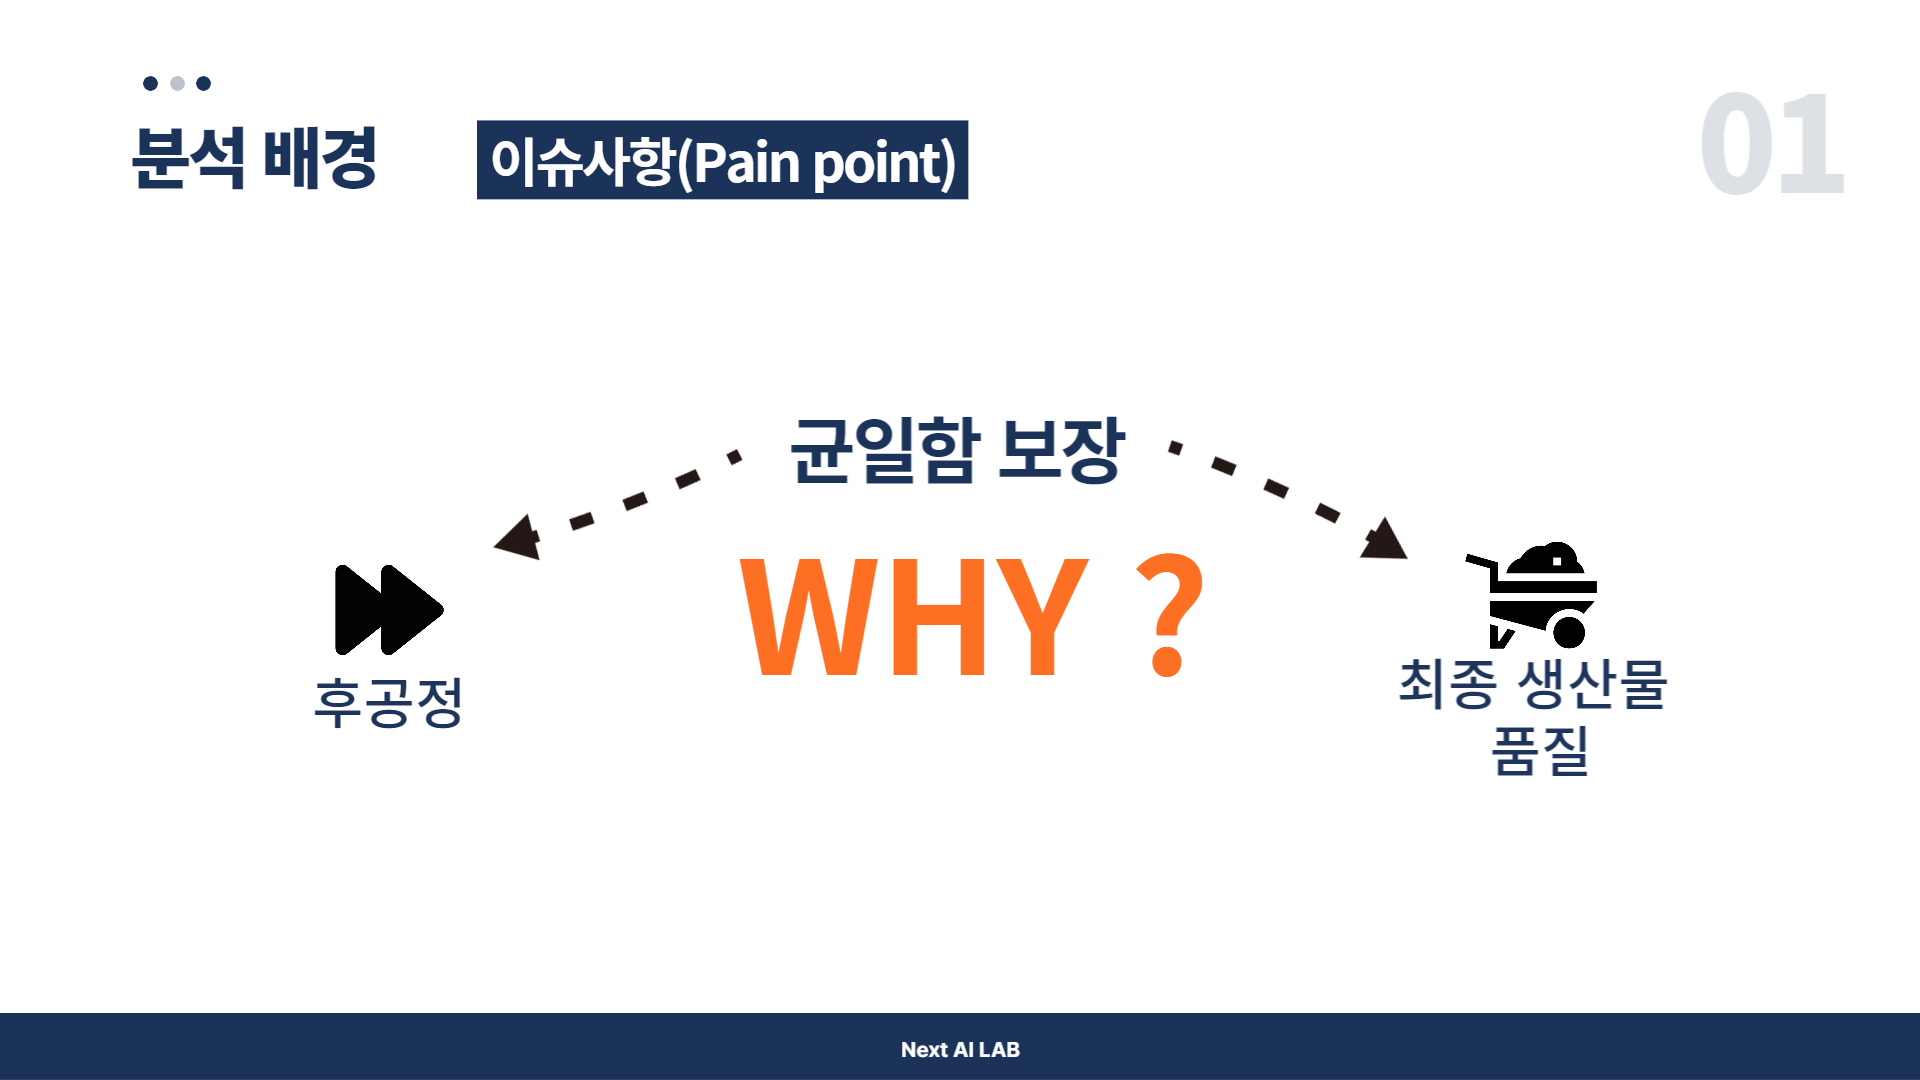 분석 배경
이슈사항(Pain point)
01
균일함 보장
WHY ?
후공정
최종 생산물
품질
Next AI LAB